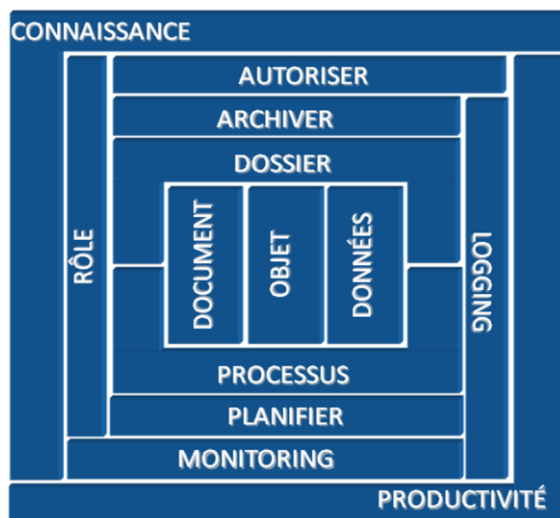 CONNAISSANCE
AUTORISER
ARCHIVER
DOSSIER
RÔLE
DOCUMENT
OBJET
DONNÉES
LOGGING
PROCESSUS
PLANIFIER
MONITORING
PRODUCTIVITÉ